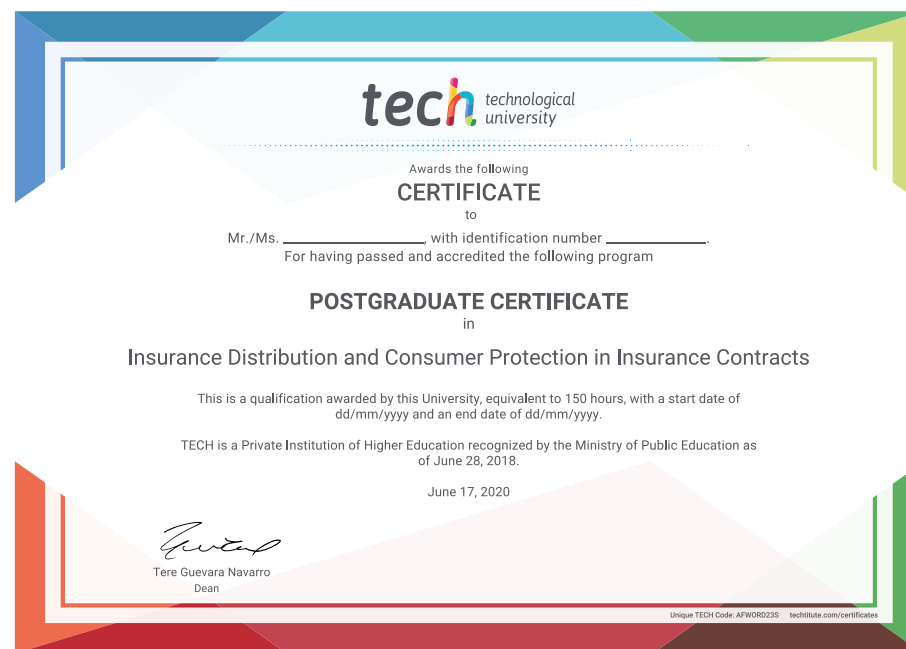 tech technological
university
Awards the following
CERTIFICATE
to
Mr./Ms. ____________, with identification number ____________.
For having passed and accredited the following program
POSTGRADUATE CERTIFICATE
in
Insurance Distribution and Consumer Protection in Insurance Contracts
This is a qualification awarded by this University, equivalent to 150 hours, with a start date of
dd/mm/yyyy and an end date of dd/mm/yyyy.
TECH is a Private Institution of Higher Education recognized by the Ministry of Public Education as
of June 28, 2018.
June 17, 2020
Tere Guevara Navarro
Dean
Unique TECH Code: AFWORD23S techtitute.com/certificates